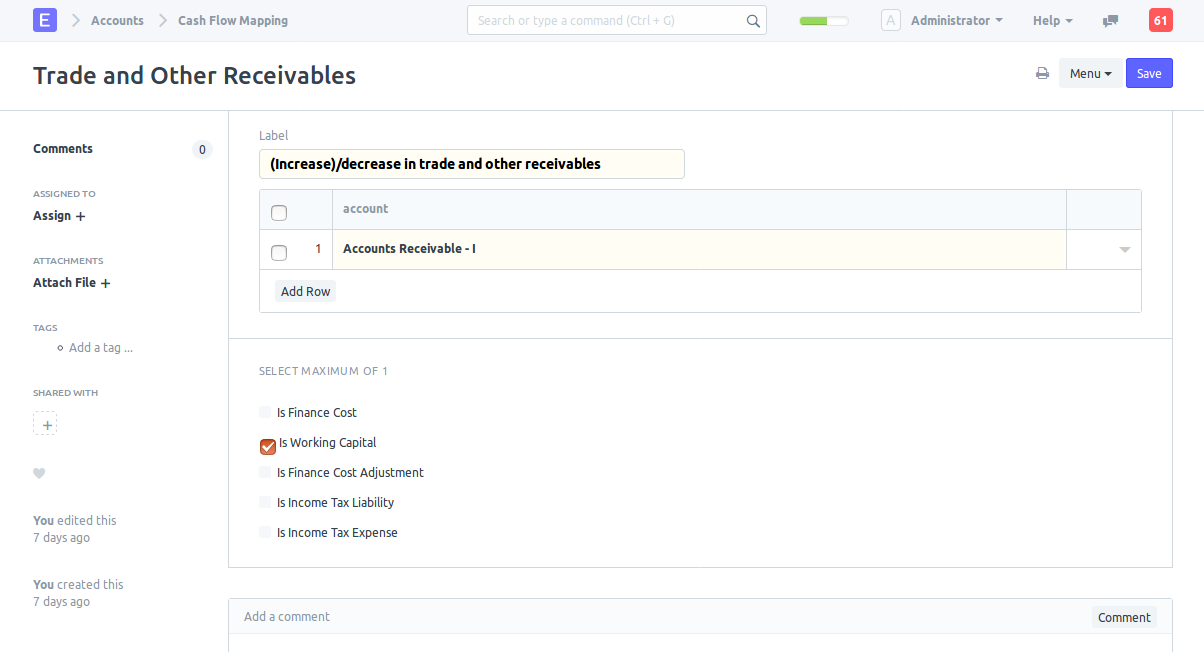 E Accounts Cash Flow Mapping Search or type a command (Ctrl + G) A Administrator Help 61
Trade and Other Receivables
Menu Save
Comments 0
ASSIGNED TO
Assign +
ATTACHMENTS
Attach File +
TAGS
Add a tag ...
SHARED WITH
+
You edited this
7 days ago
You created this
7 days ago
Label
(Increase)/decrease in trade and other receivables
account
1 Accounts Receivable - I
Add Row
SELECT MAXIMUM OF 1
Is Finance Cost
Is Working Capital
Is Finance Cost Adjustment
Is Income Tax Liability
Is Income Tax Expense
Add a comment Comment